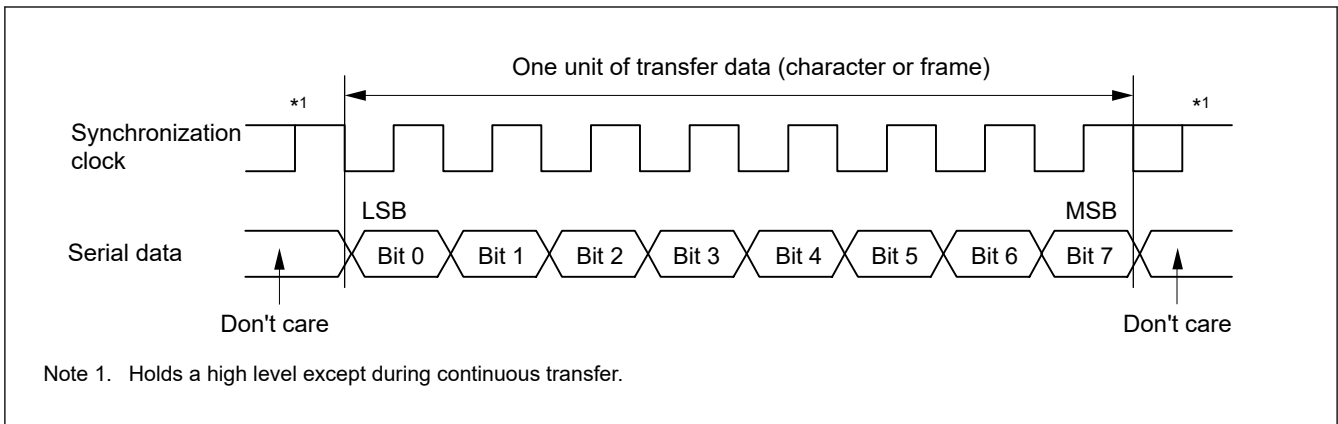 One unit of transfer data (character or frame)
*1
*1
Synchronization
clock
LSB
MSB
Serial data
Bit 0 Bit 1 Bit 2 Bit 3 Bit 4 Bit 5 Bit 6 Bit 7
Don't care
Don't care
Note 1. Holds a high level except during continuous transfer.